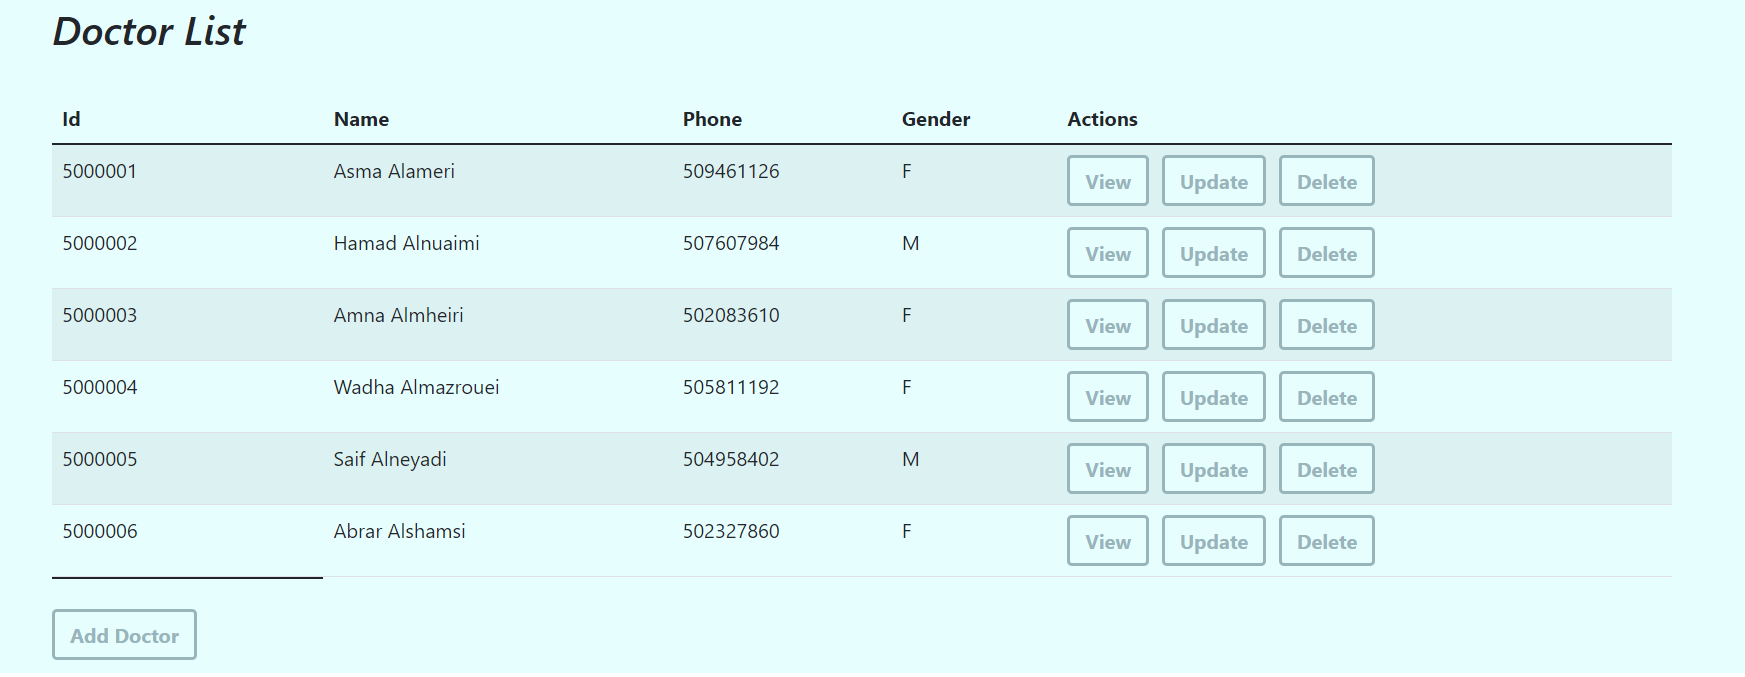 Doctor List
Id Name Phone Gender Actions
5000001 Asma Alameri 509461126 F View Update Delete
5000002 Hamad Alnuaimi 507607984 M View Update Delete
5000003 Amna Almheiri 502083610 F View Update Delete
5000004 Wadha Almazrouei 505811192 F View Update Delete
5000005 Saif Alneyadi 504958402 M View Update Delete
5000006 Abrar Alshamsi 502327860 F View Update Delete
Add Doctor